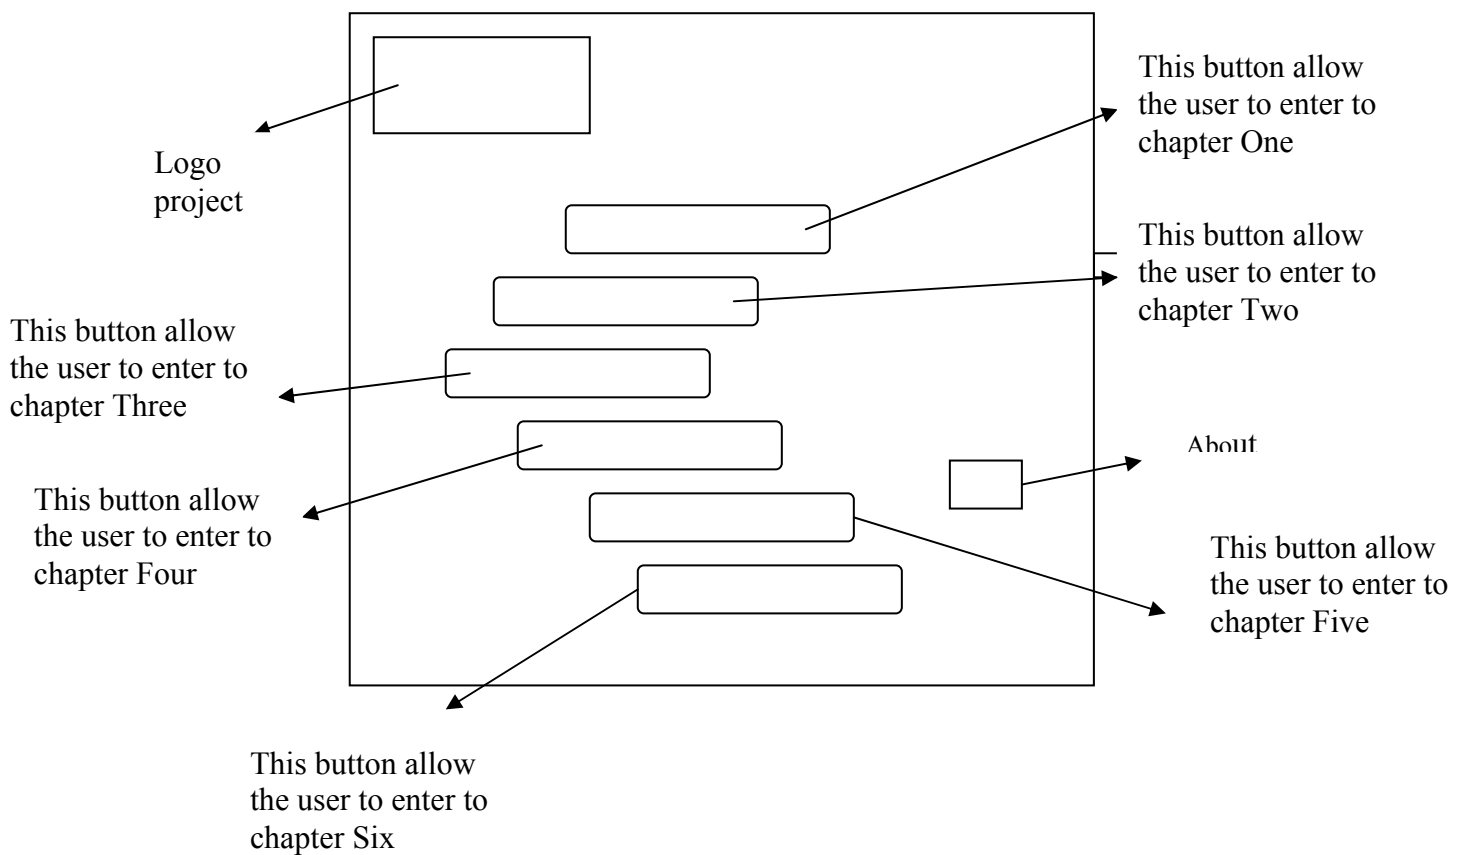 Logo
project
This button allow
the user to enter to
chapter One
This button allow
the user to enter to
chapter Two
This button allow
the user to enter to
chapter Three
This button allow
the user to enter to
chapter Four
About
This button allow
the user to enter to
chapter Five
This button allow
the user to enter to
chapter Six